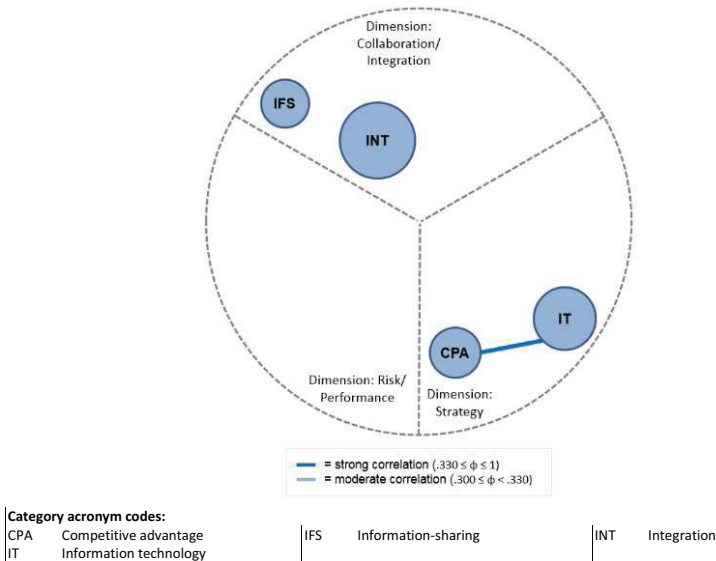 Dimension:
Collaboration/
Integration
IFS
INT
IT
CPA
Dimension: Risk/
Performance
Dimension:
Strategy
= strong correlation (.330 ≤ ϕ ≤ 1)
= moderate correlation (.300 ≤ ϕ < .330)
Category acronym codes:
CPA Competitive advantage IFS Information-sharing INT Integration
IT Information technology